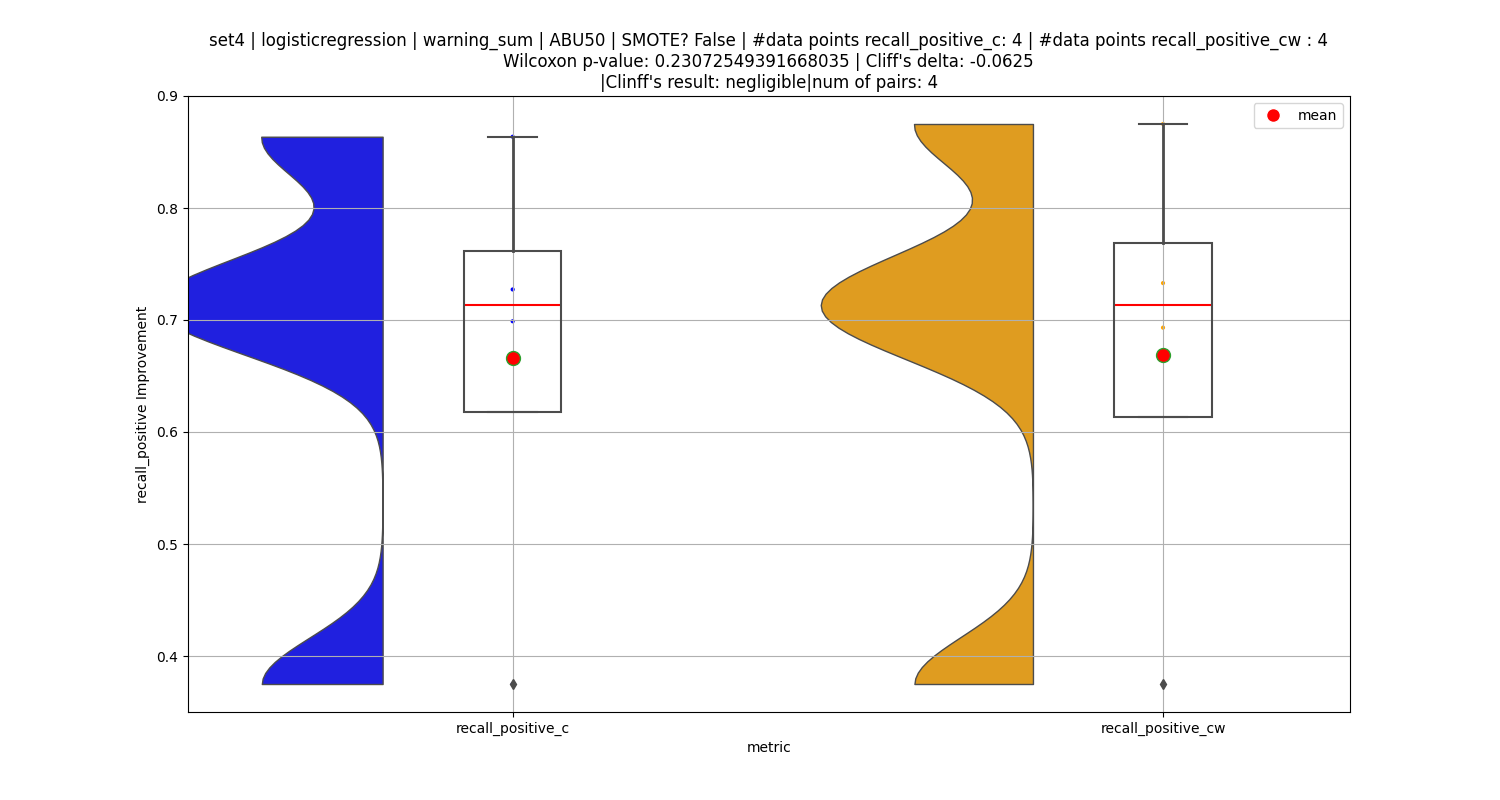 set4 | logisticregression | warning_sum | ABU50 | SMOTE? False | #data points recall_positive_c: 4 | #data points recall_positive_cw : 4
Wilcoxon p-value: 0.23072549391668035 | Cliff's delta: -0.0625
|Clinff's result: negligible|num of pairs: 4
mean
0.9
0.8
0.7
0.6
0.5
0.4
recall_positive Improvement
recall_positive_c
recall_positive_cw
metric